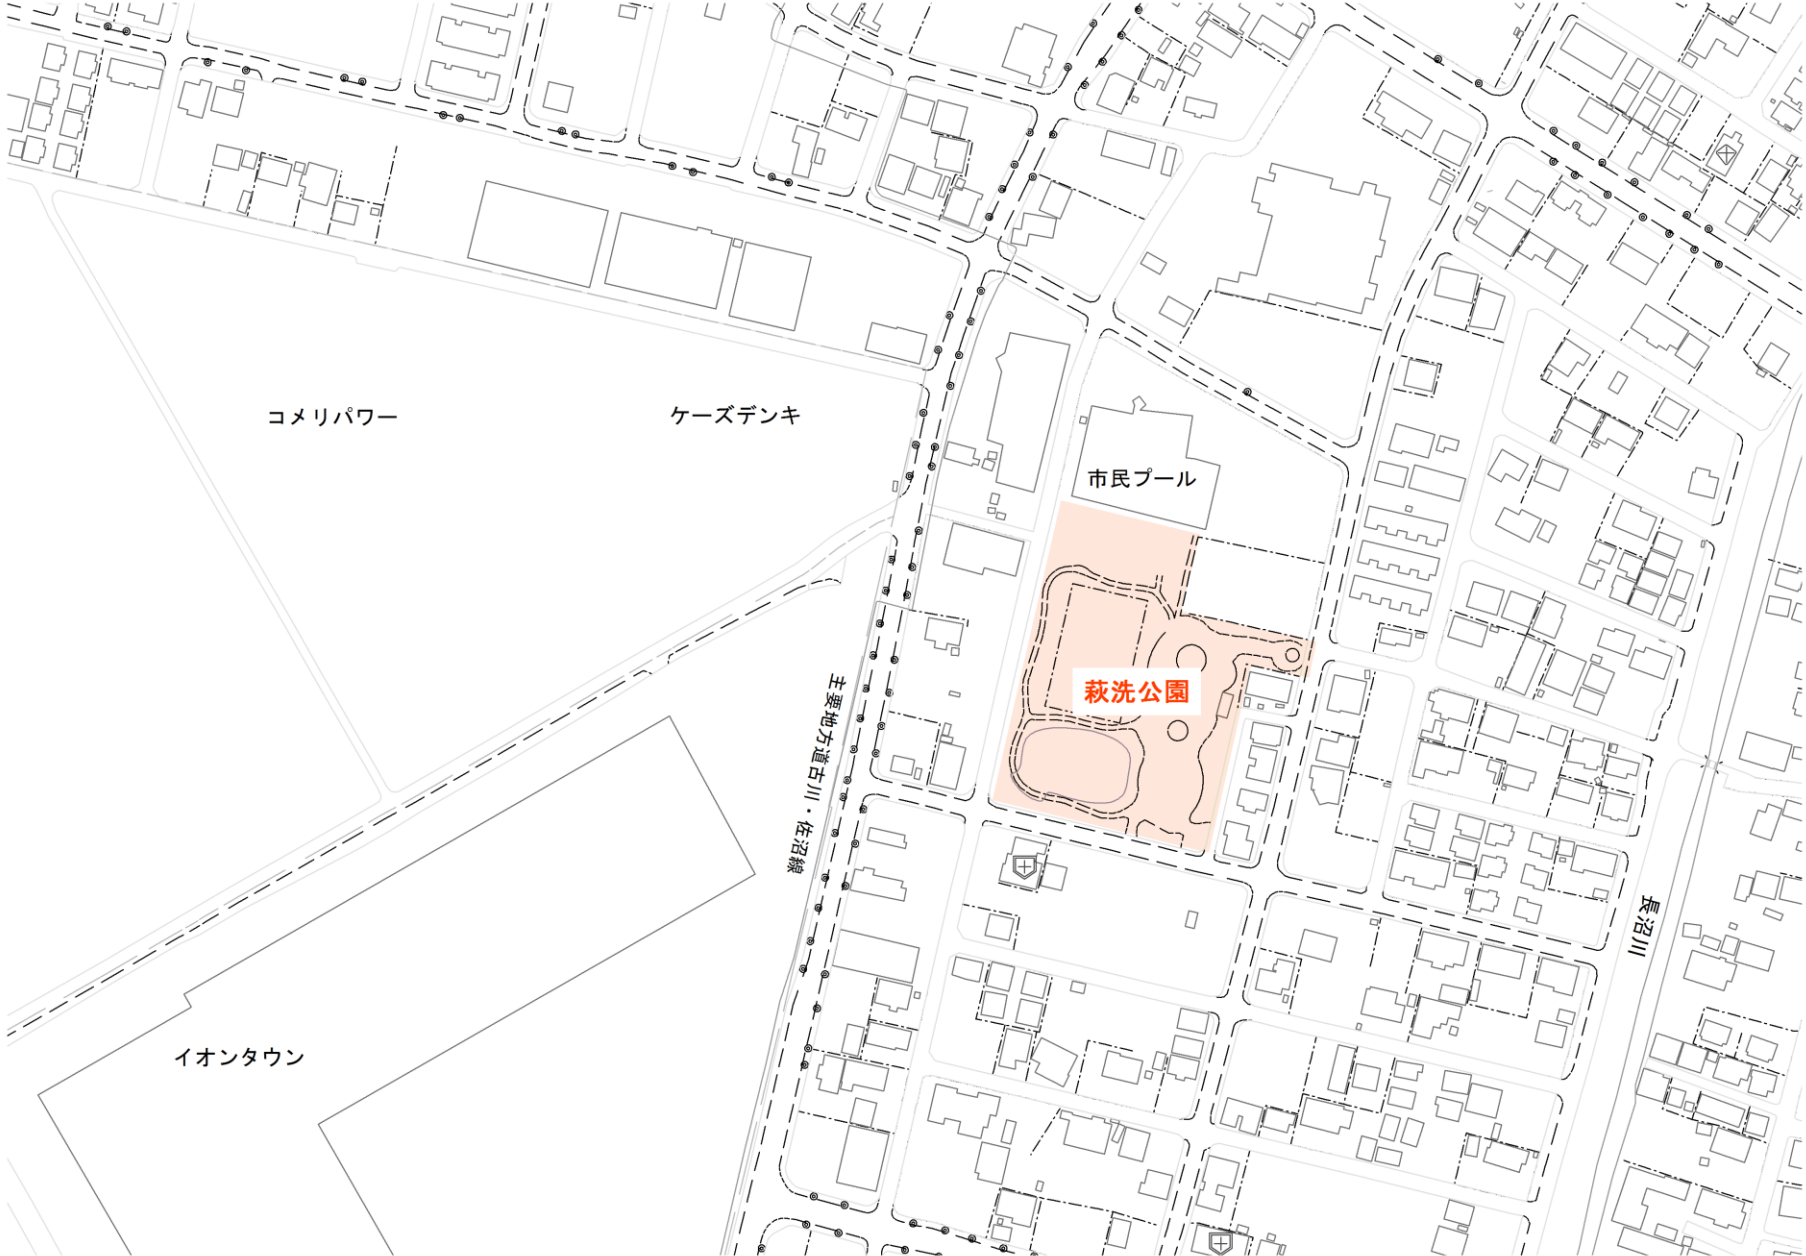 コメリパワー
ケーズデンキ
市民プール
萩洗公園
主要地方道古川・佐沼線
長沼川
イオンタウン